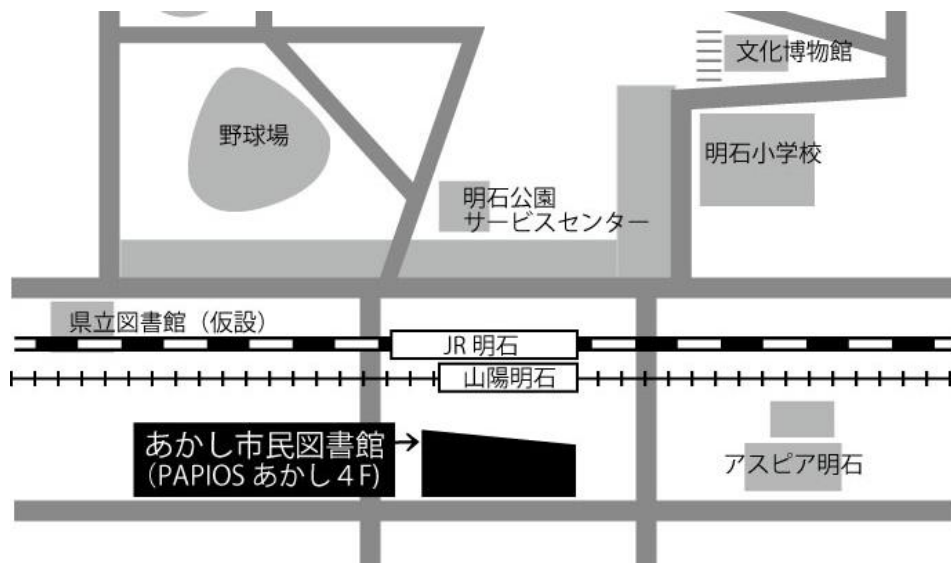 文化博物館
野球場
明石小学校
明石公園
サービスセンター
県立図書館（仮設）
JR 明石
山陽明石
あかし市民図書館
(PAPIOS あかし４F)
アスピア明石